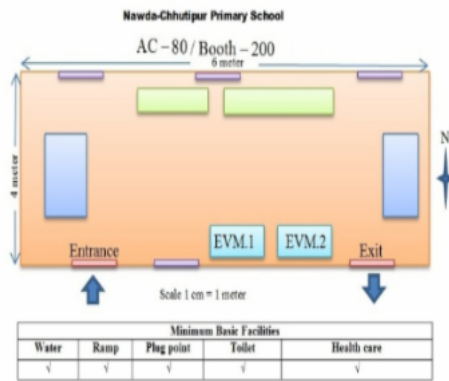 Nawda-Chhutipur Primary School
AC – 80 / Booth – 200
6 meter
4 meter
N
EVM.1 EVM.2
Entrance Exit
Scale 1 cm = 1 meter
Minimum Basic Facilities
Water Ramp Plug point Toilet Health care
√ √ √ √ √